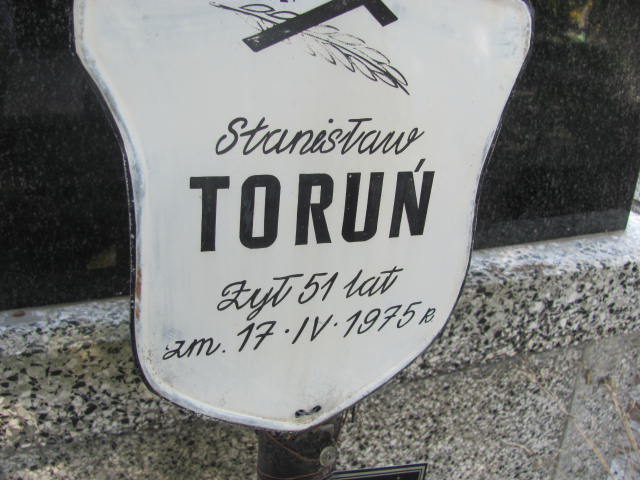 Stanisław
TORUŃ
żył 51 lat
zm. 17·IV·1975 R